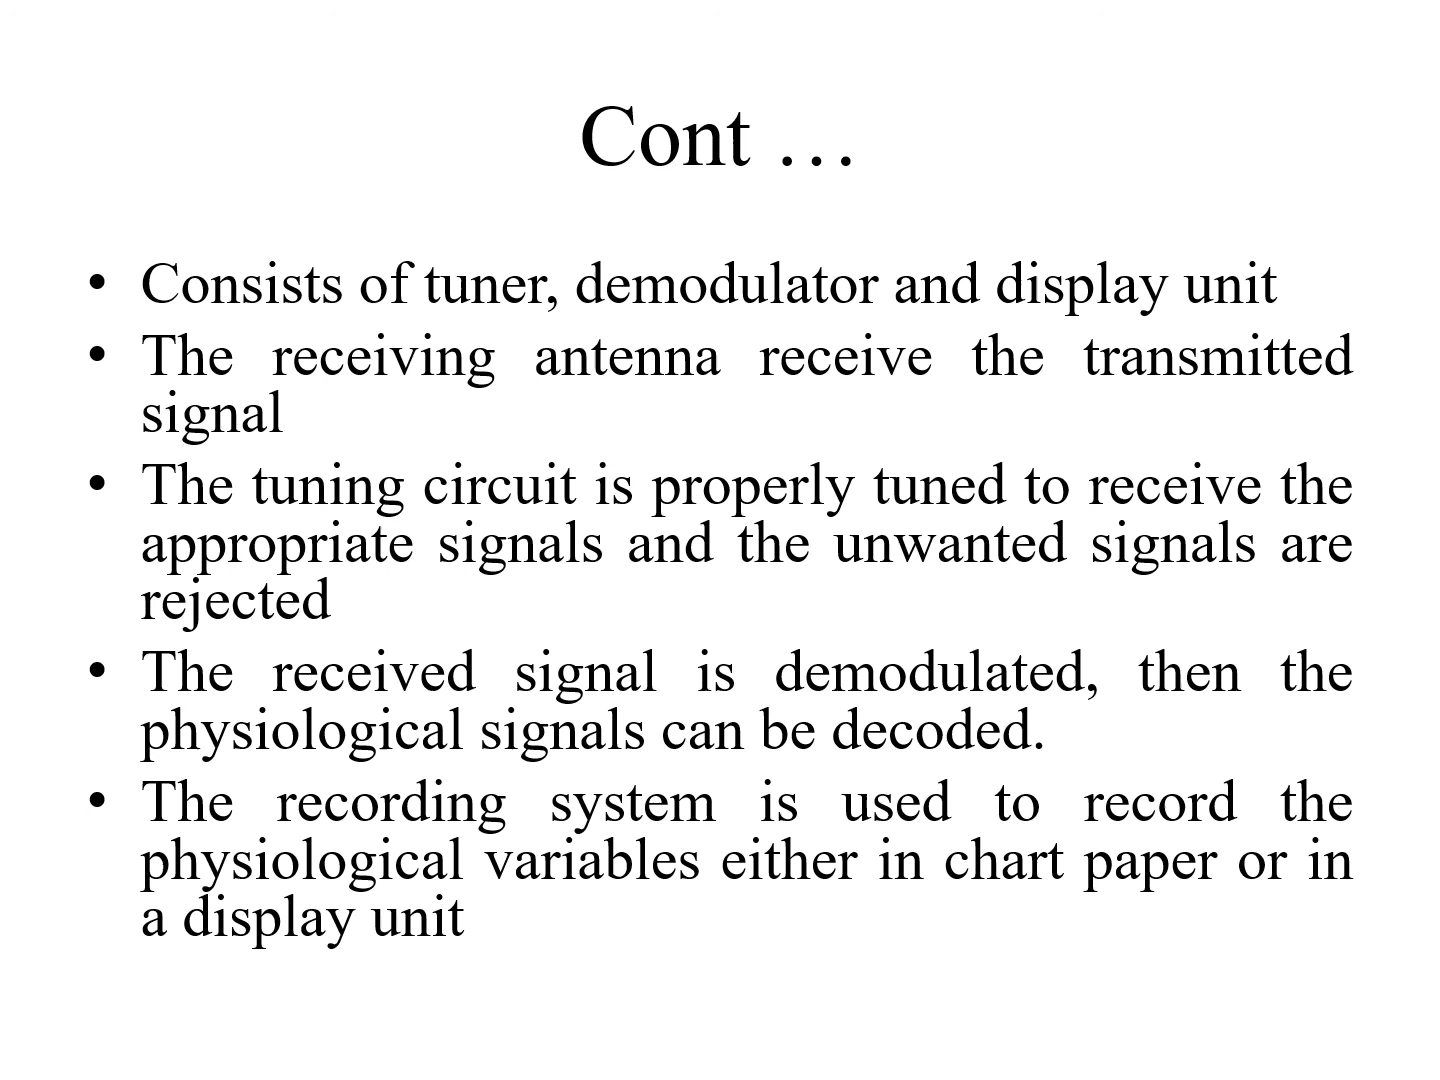 Cont …
• Consists of tuner, demodulator and display unit
• The receiving antenna receive the transmitted
signal
• The tuning circuit is properly tuned to receive the
appropriate signals and the unwanted signals are
rejected
• The received signal is demodulated, then the
physiological signals can be decoded.
• The recording system is used to record the
physiological variables either in chart paper or in
a display unit